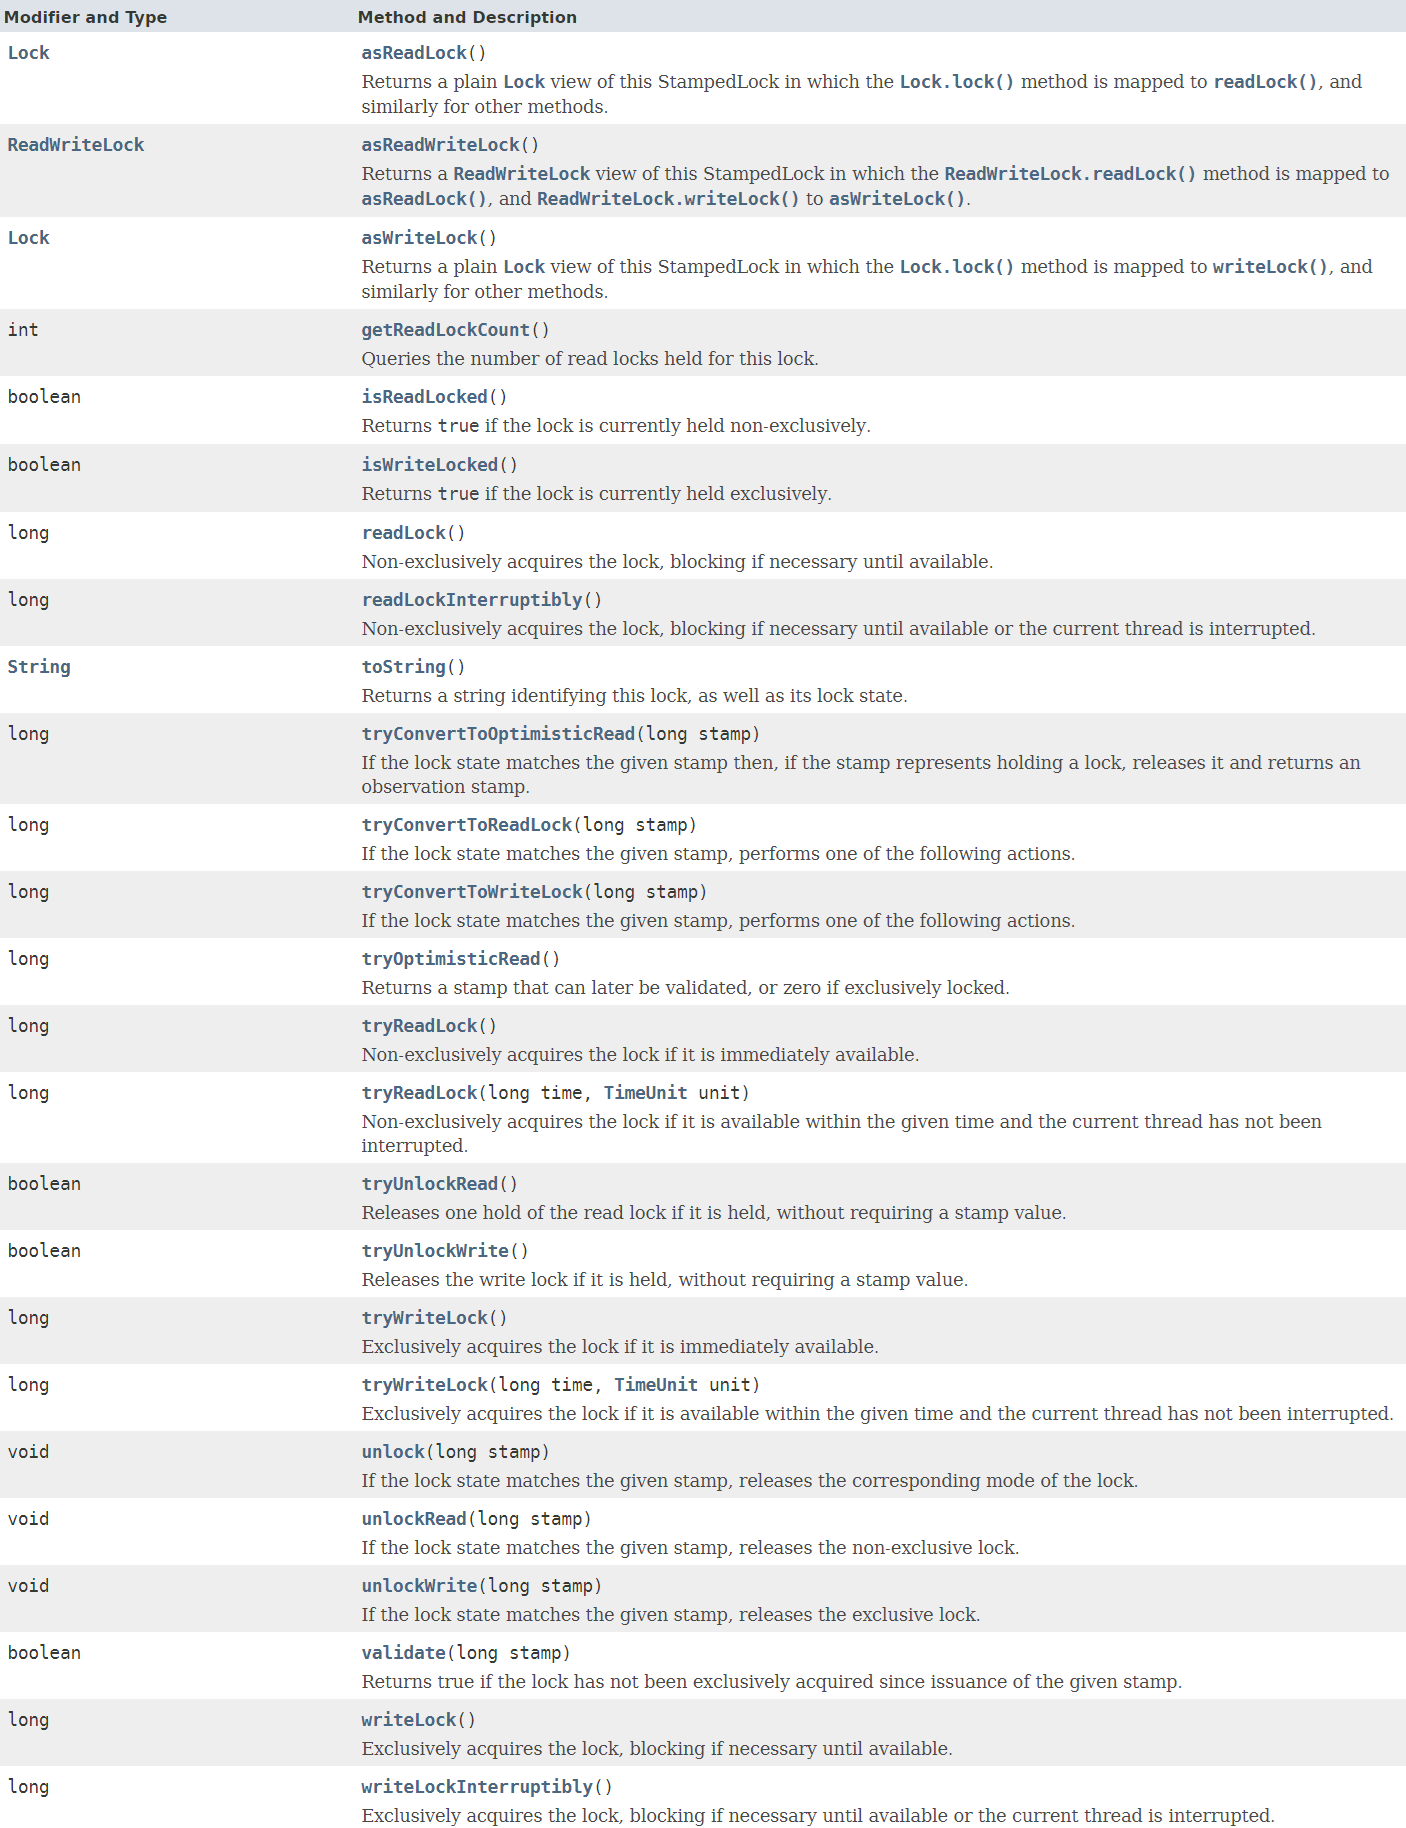 Modifier and Type Method and Description
Lock asReadLock()
Returns a plain Lock view of this StampedLock in which the Lock.lock() method is mapped to readLock(), and
similarly for other methods.
ReadWriteLock asReadWriteLock()
Returns a ReadWriteLock view of this StampedLock in which the ReadWriteLock.readLock() method is mapped to
asReadLock(), and ReadWriteLock.writeLock() to asWriteLock().
Lock asWriteLock()
Returns a plain Lock view of this StampedLock in which the Lock.lock() method is mapped to writeLock(), and
similarly for other methods.
int getReadLockCount()
Queries the number of read locks held for this lock.
boolean isReadLocked()
Returns true if the lock is currently held non-exclusively.
boolean isWriteLocked()
Returns true if the lock is currently held exclusively.
long readLock()
Non-exclusively acquires the lock, blocking if necessary until available.
long readLockInterruptibly()
Non-exclusively acquires the lock, blocking if necessary until available or the current thread is interrupted.
String toString()
Returns a string identifying this lock, as well as its lock state.
long tryConvertToOptimisticRead(long stamp)
If the lock state matches the given stamp then, if the stamp represents holding a lock, releases it and returns an
observation stamp.
long tryConvertToReadLock(long stamp)
If the lock state matches the given stamp, performs one of the following actions.
long tryConvertToWriteLock(long stamp)
If the lock state matches the given stamp, performs one of the following actions.
long tryOptimisticRead()
Returns a stamp that can later be validated, or zero if exclusively locked.
long tryReadLock()
Non-exclusively acquires the lock if it is immediately available.
long tryReadLock(long time, TimeUnit unit)
Non-exclusively acquires the lock if it is available within the given time and the current thread has not been
interrupted.
boolean tryUnlockRead()
Releases one hold of the read lock if it is held, without requiring a stamp value.
boolean tryUnlockWrite()
Releases the write lock if it is held, without requiring a stamp value.
long tryWriteLock()
Exclusively acquires the lock if it is immediately available.
long tryWriteLock(long time, TimeUnit unit)
Exclusively acquires the lock if it is available within the given time and the current thread has not been interrupted.
void unlock(long stamp)
If the lock state matches the given stamp, releases the corresponding mode of the lock.
void unlockRead(long stamp)
If the lock state matches the given stamp, releases the non-exclusive lock.
void unlockWrite(long stamp)
If the lock state matches the given stamp, releases the exclusive lock.
boolean validate(long stamp)
Returns true if the lock has not been exclusively acquired since issuance of the given stamp.
long writeLock()
Exclusively acquires the lock, blocking if necessary until available.
long writeLockInterruptibly()
Exclusively acquires the lock, blocking if necessary until available or the current thread is interrupted.